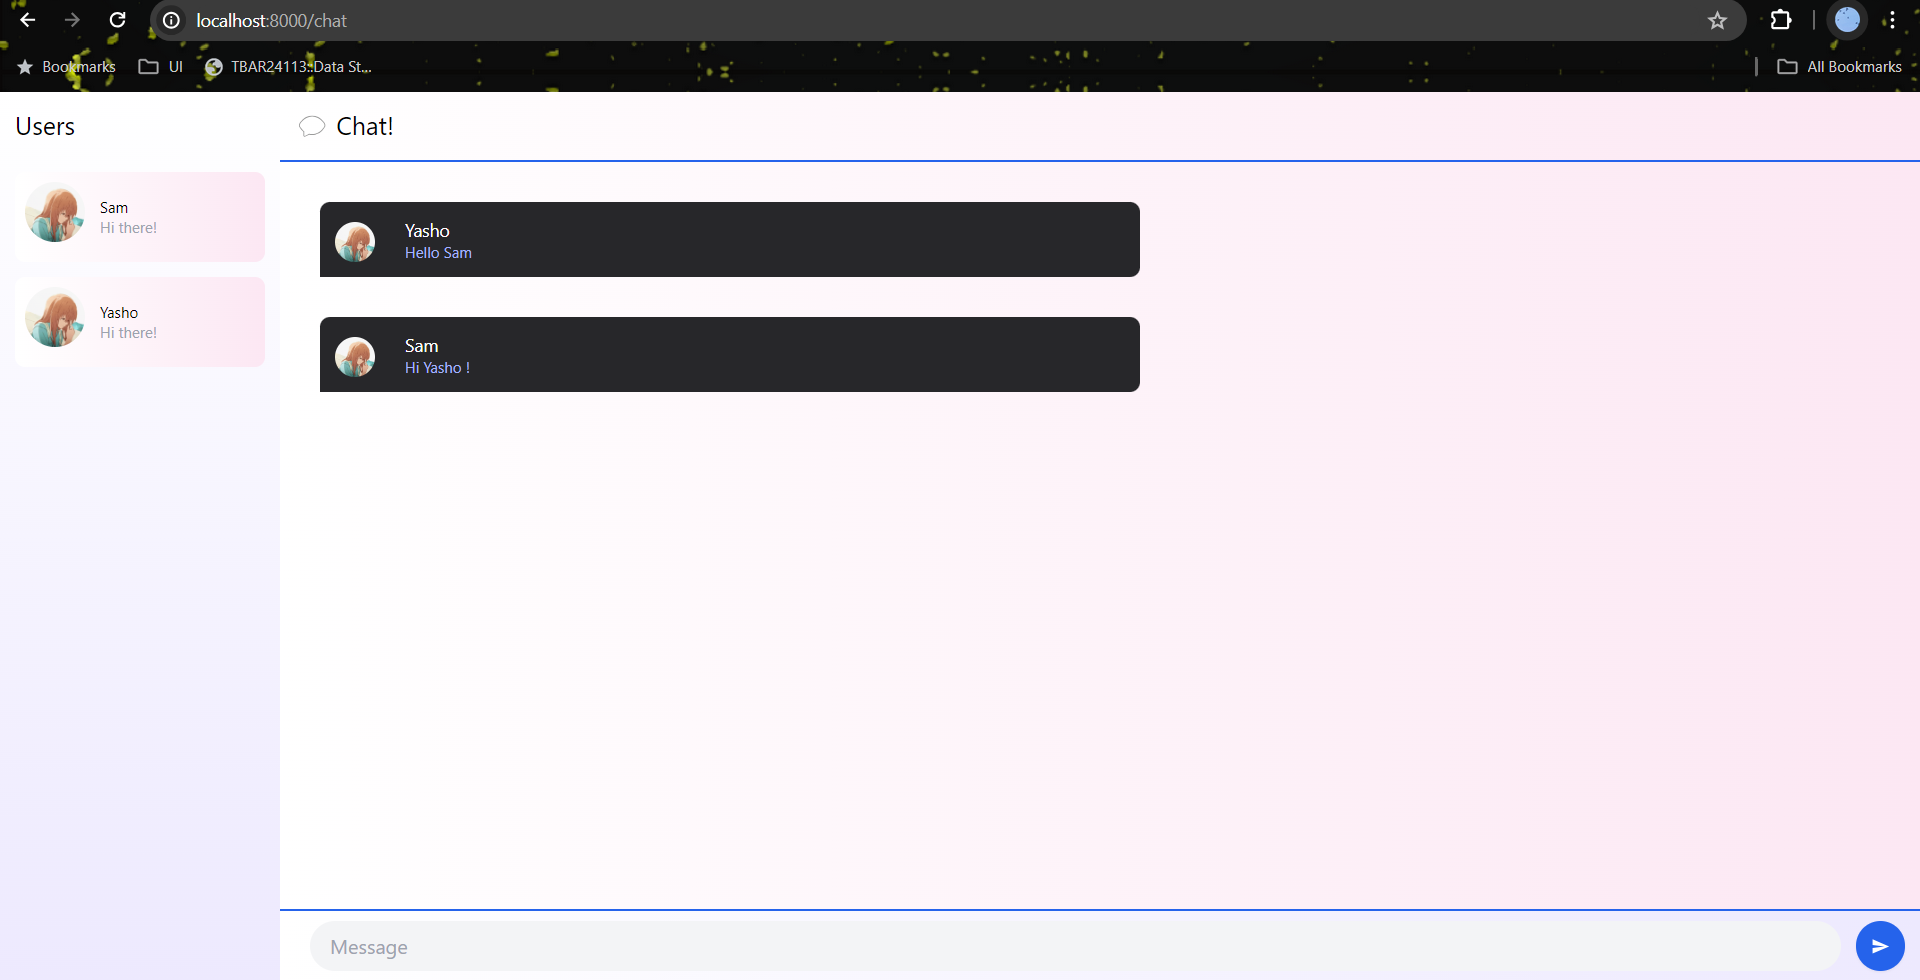 localhost:8000/chat
Bookmarks UI TBAR24113::Data St... All Bookmarks
Users
Sam
Hi there!
Yasho
Hi there!
Chat!
Yasho
Hello Sam
Sam
Hi Yasho !
Message